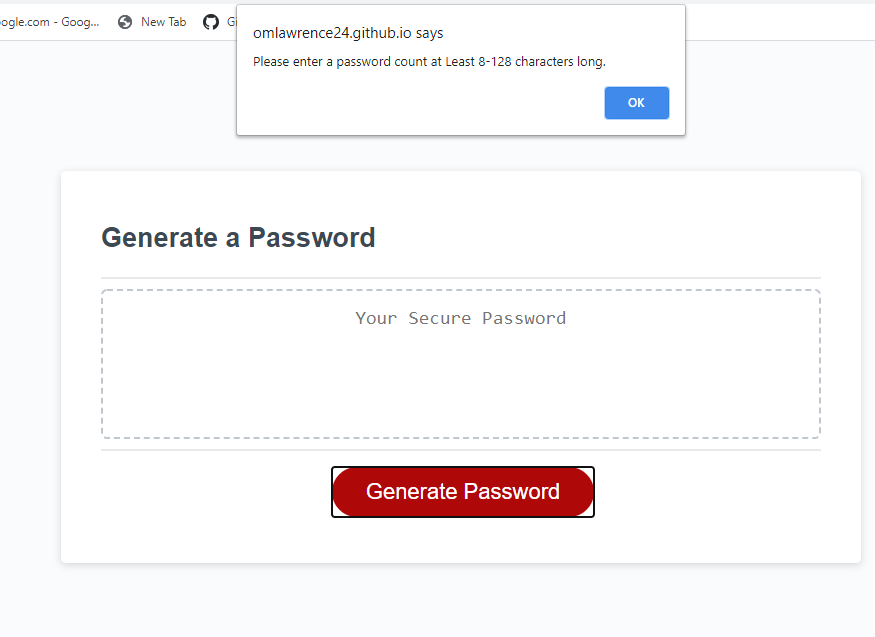 omlawrence24.github.io says
ogle.com - Goog... New Tab
Please enter a password count at Least 8-128 characters long.
OK
Generate a Password
Your Secure Password
Generate Password